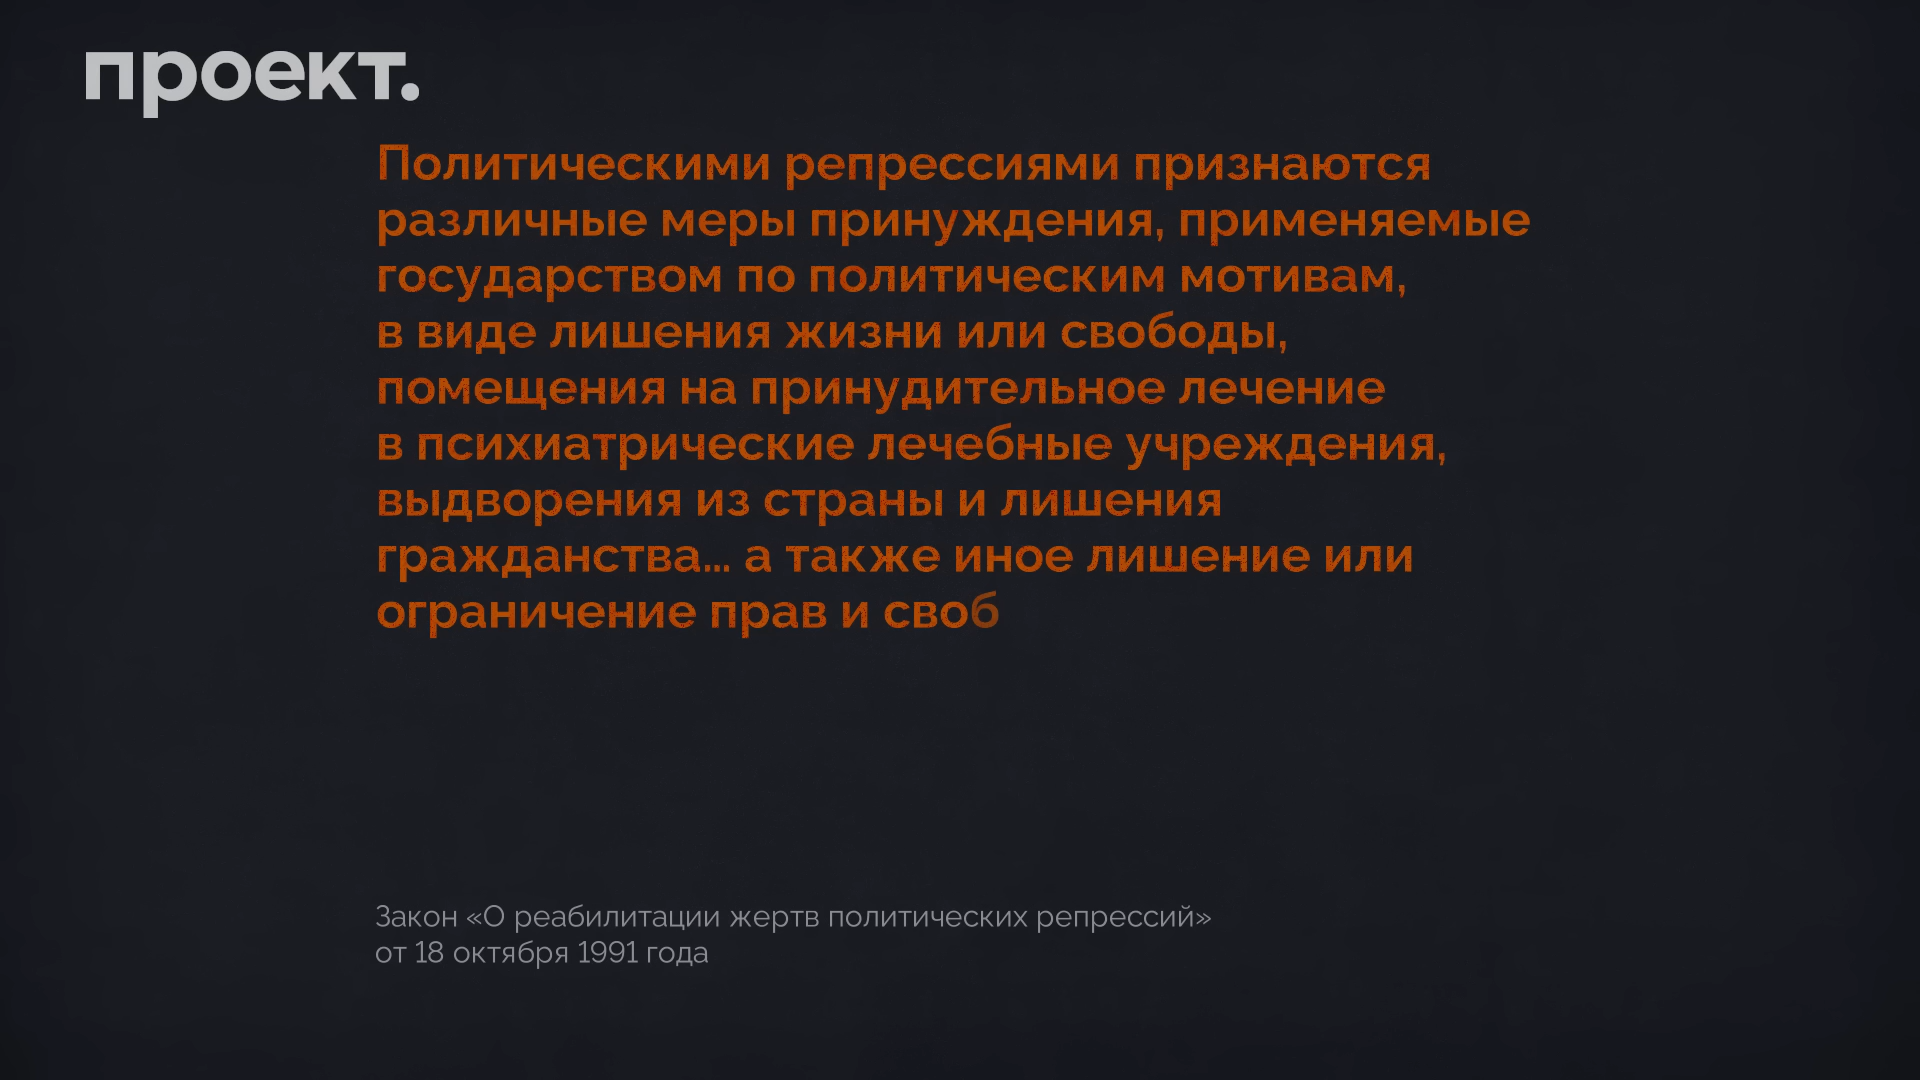 проект.
Политическими репрессиями признаются
различные меры принуждения, применяемые
государством по политическим мотивам,
в виде лишения жизни или свободы,
помещения на принудительное лечение
в психиатрические лечебные учреждения,
выдворения из страны и лишения
гражданства... а также иное лишение или
ограничение прав и своб
Закон «О реабилитации жертв политических репрессий»
от 18 октября 1991 года